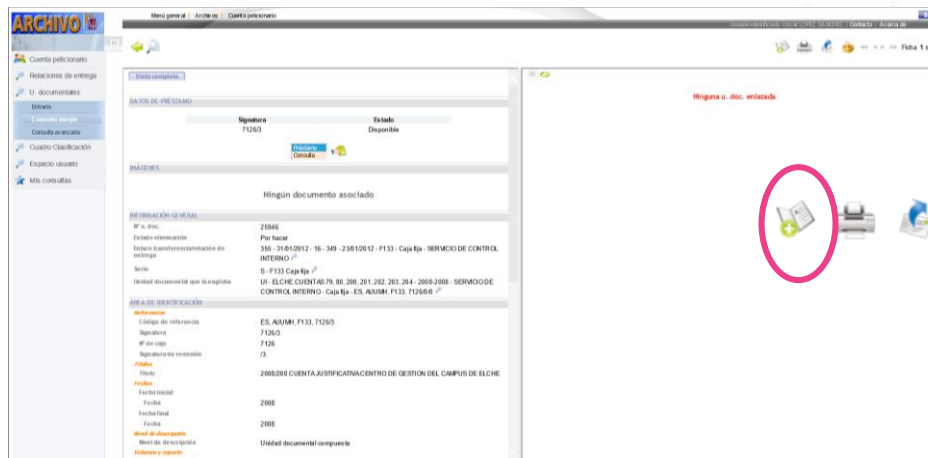 Menú general | Archivos | Cuenta peticionario
ARCHIVO
Usuario identificado: Oscar LOPEZ SANCHEZ | Contacto | Acerca de
Ficha 1
Cuenta peticionario
Relaciones de entrega
U. documentales
Entrada
Consulta simple
Consulta avanzada
Cuadro Clasificación
Espacio usuario
Mis consultas
Vista completa
DATOS DE PRÉSTAMO
Signatura Estado
7126/3 Disponible
Préstamo
Consulta
IMÁGENES
Ningún documento asociado
INFORMACIÓN GENERAL
Nº u. doc. 25946
Estado eliminación Por hacer
Enlace transferencia/relación de entrega 355 - 31/01/2012 - 16 - 349 - 23/01/2012 - F133 - Caja fija - SERVICIO DE CONTROL
INTERNO
Serie S - F133 Caja fija
Unidad documental que la engloba UI - ELCHE.CUENTAS 79, 80, 200, 201, 202, 203, 204 - 2008-2008 - SERVICIO DE
CONTROL INTERNO - Caja fija - ES, AUUMH, F133, 7126/0/0
ÁREA DE IDENTIFICACIÓN
Referencias
Código de referencia ES, AUUMH, F133, 7126/3
Signatura 7126/3
Nº de caja 7126
Signatura de remisión /3
Títulos
Título 2008/200 CUENTA JUSTIFICATIVA CENTRO DE GESTION DEL CAMPUS DE ELCHE
Fechas
Fecha inicial
Fecha 2008
Fecha final
Fecha 2008
Nivel de descripción
Nivel de descripción Unidad documental compuesta
Volumen y soporte
Ninguna u. doc. enlazada